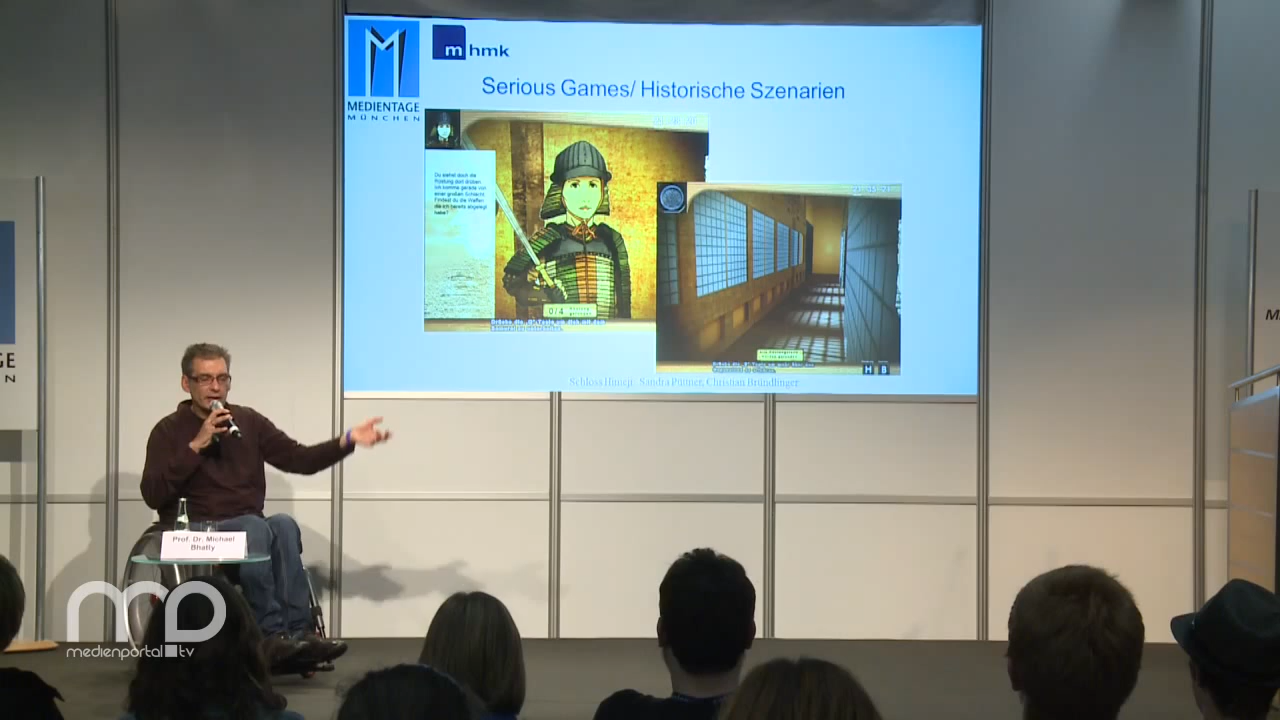 MEDIENTAGE
MÜNCHEN
m hmk
Serious Games/ Historische Szenarien
Du siehst doch die
Rüstung dort drüben.
Ich komme gerade von
einer großen Schlacht.
Findest du die Waffen
die ich bereits abgelegt
habe?
0/4
H B
Schloss Himeji: Sandra Püttner, Christian Bründlinger
Prof. Dr. Michael
Bhatty
medienportal.tv